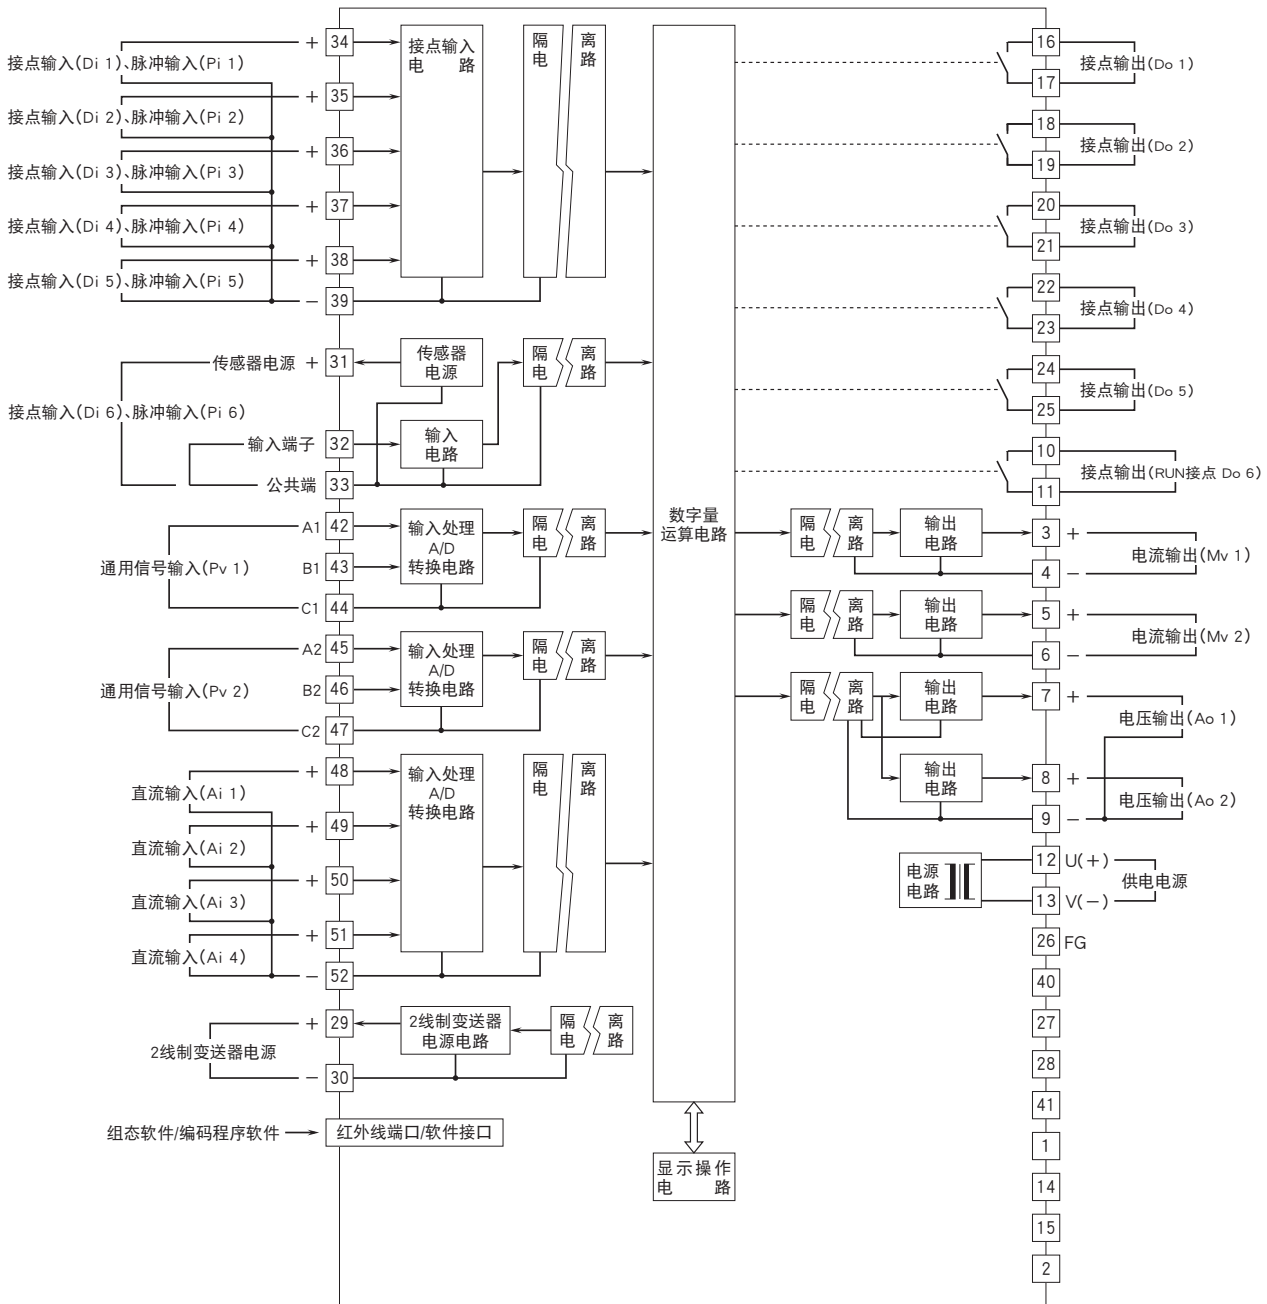 接点输入(Di 1)、脉冲输入(Pi 1)
+ 34
接点输入(Di 2)、脉冲输入(Pi 2)
+ 35
接点输入(Di 3)、脉冲输入(Pi 3)
+ 36
接点输入(Di 4)、脉冲输入(Pi 4)
+ 37
接点输入(Di 5)、脉冲输入(Pi 5)
+ 38
− 39
接点输入
电 路
隔 离
电 路
传感器电源 + 31
接点输入(Di 6)、脉冲输入(Pi 6)
输入端子 32
公共端 33
传感器
电源
输入
电路
隔 离
电 路
A1 42
通用信号输入(Pv 1)
B1 43
C1 44
输入处理
A/D
转换电路
隔 离
电 路
A2 45
通用信号输入(Pv 2)
B2 46
C2 47
输入处理
A/D
转换电路
隔 离
电 路
+ 48
直流输入(Ai 1)
+ 49
直流输入(Ai 2)
+ 50
直流输入(Ai 3)
+ 51
直流输入(Ai 4)
− 52
输入处理
A/D
转换电路
隔 离
电 路
+ 29
2线制变送器电源
− 30
2线制变送器
电源电路
隔 离
电 路
组态软件/编码程序软件
红外线端口/软件接口
数字量
运算电路
显示操作
电 路
16
接点输出(Do 1)
17
18
接点输出(Do 2)
19
20
接点输出(Do 3)
21
22
接点输出(Do 4)
23
24
接点输出(Do 5)
25
10
接点输出(RUN接点 Do 6)
11
隔 离
电 路
输出
电路
3 +
电流输出(Mv 1)
4 −
隔 离
电 路
输出
电路
5 +
电流输出(Mv 2)
6 −
隔 离
电 路
输出
电路
7 +
电压输出(Ao 1)
输出
电路
8 +
电压输出(Ao 2)
9 −
电源
电路
12 U(+)
供电电源
13 V(−)
26 FG
40
27
28
41
1
14
15
2